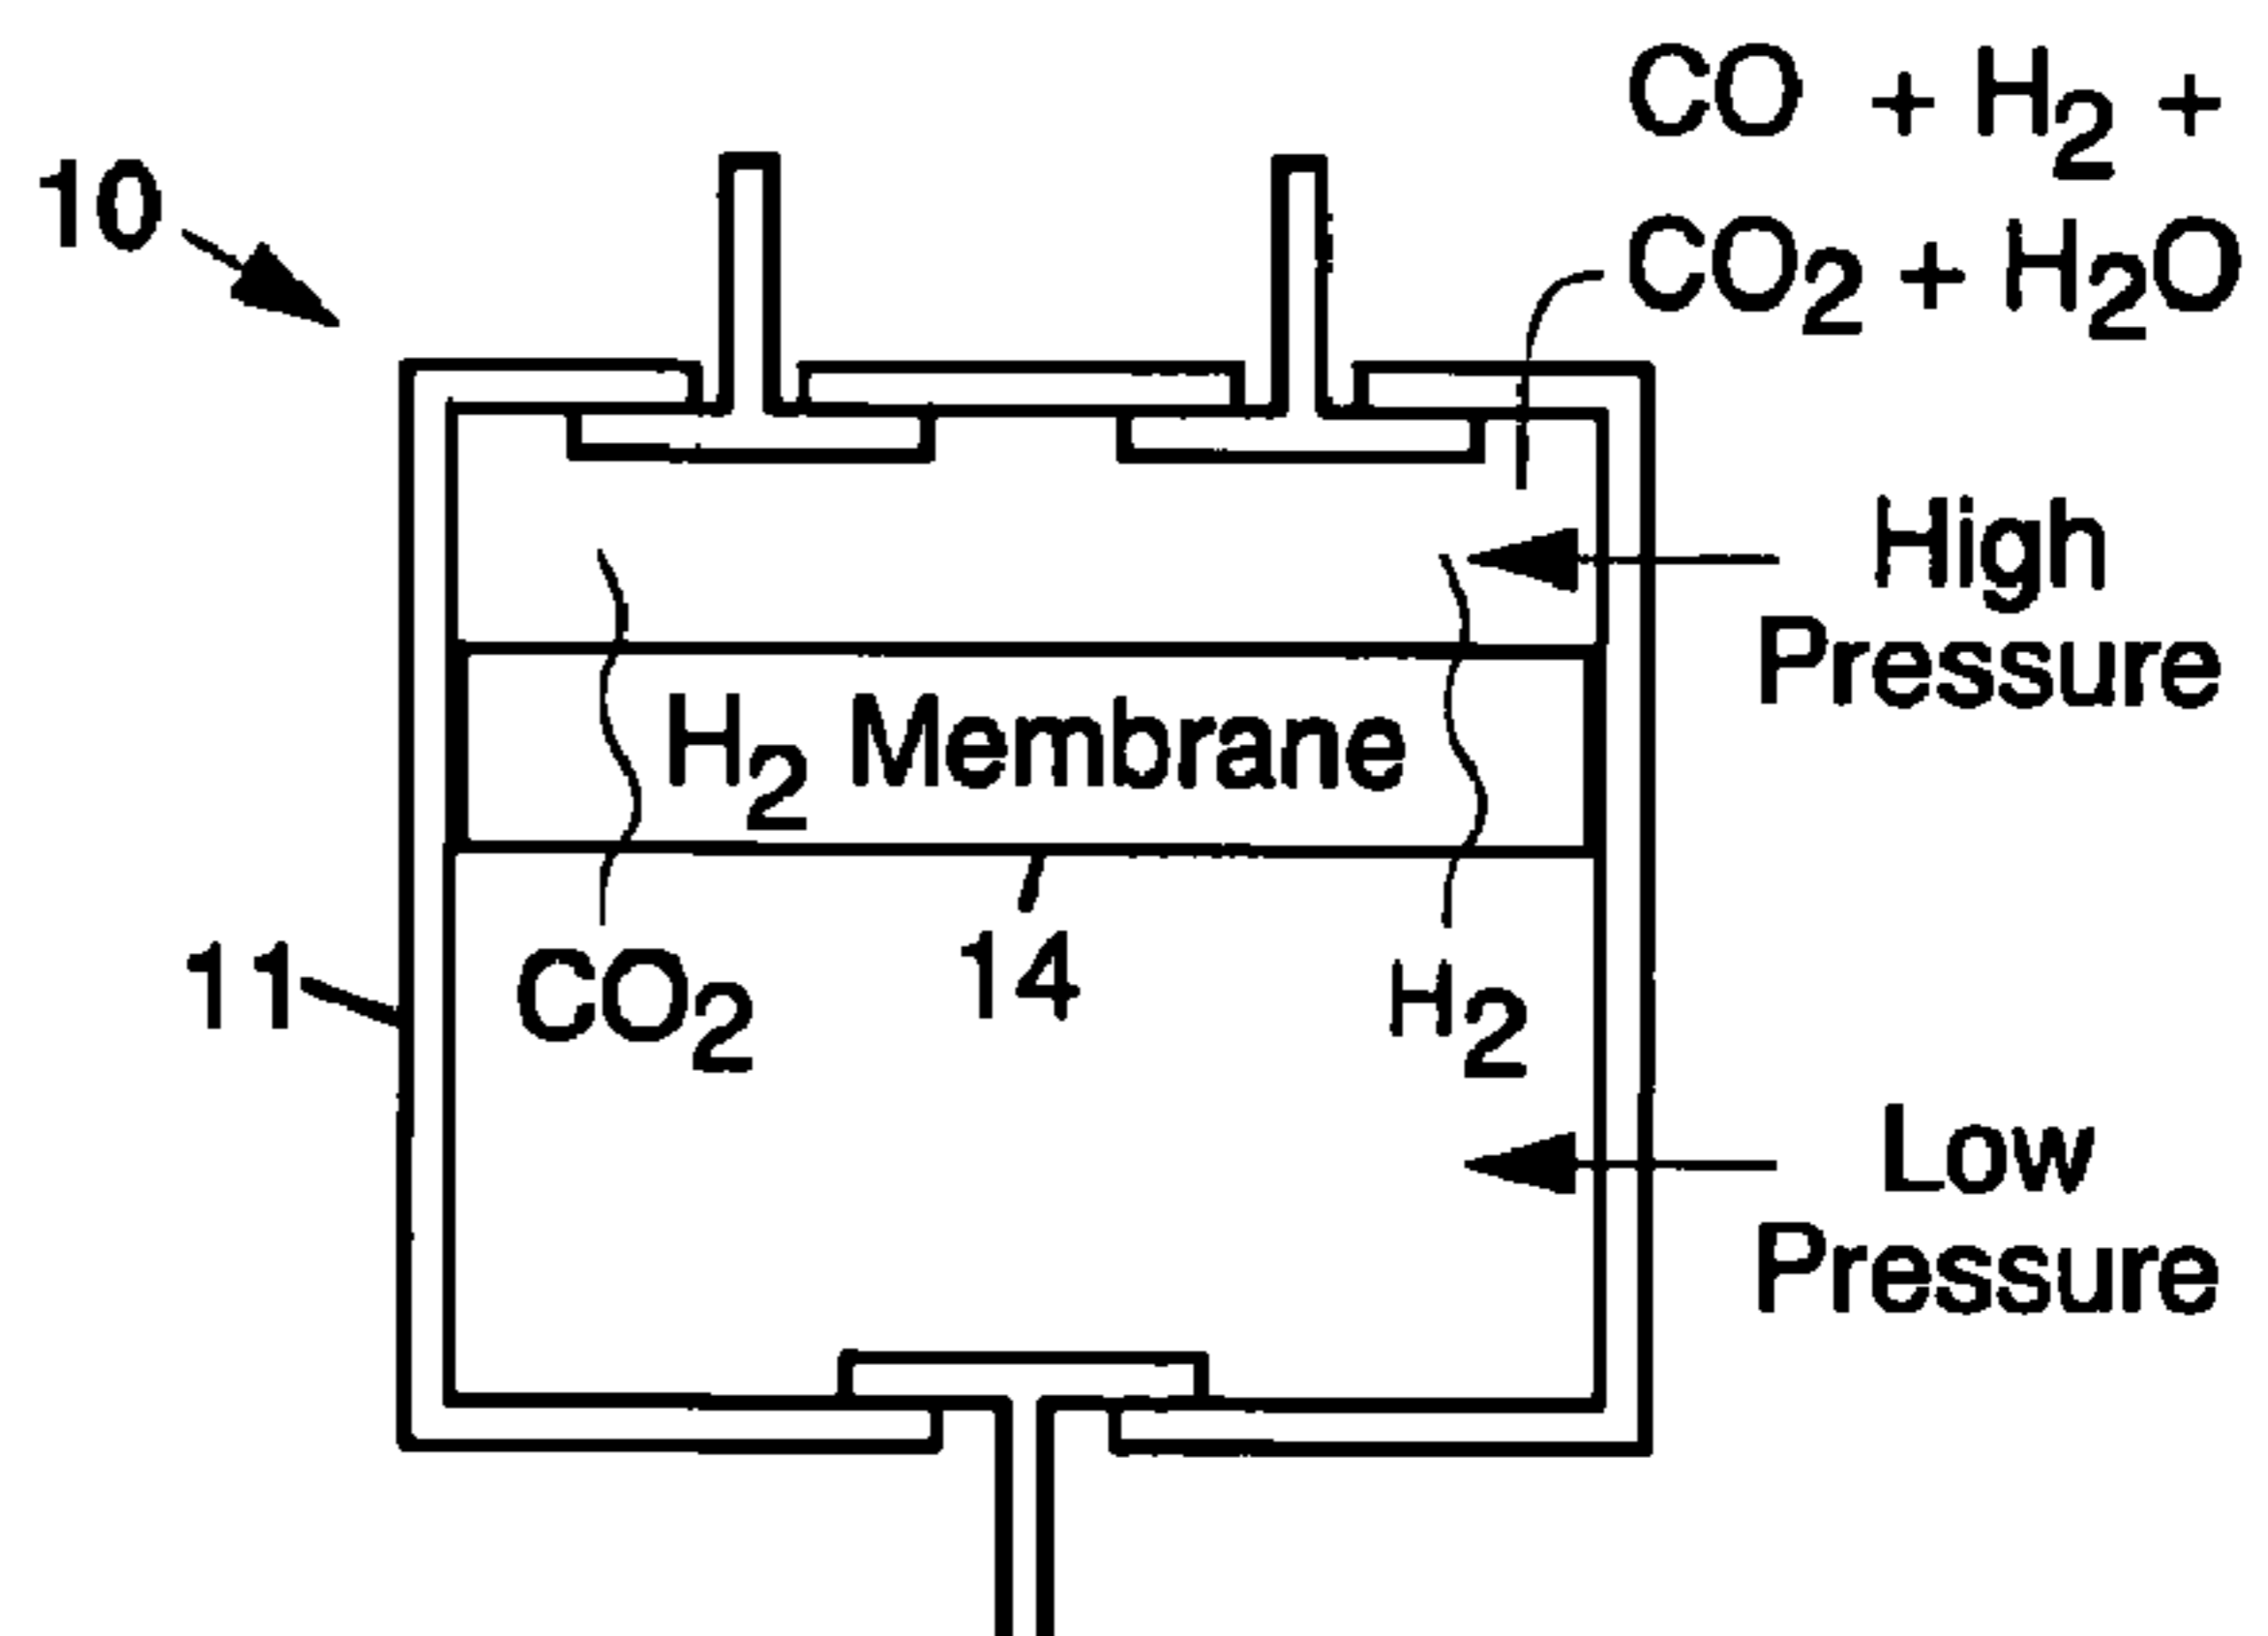 CO + H2 +
10
CO2 + H2O
High
Pressure
H2 Membrane
11
CO2
14
H2
Low
Pressure